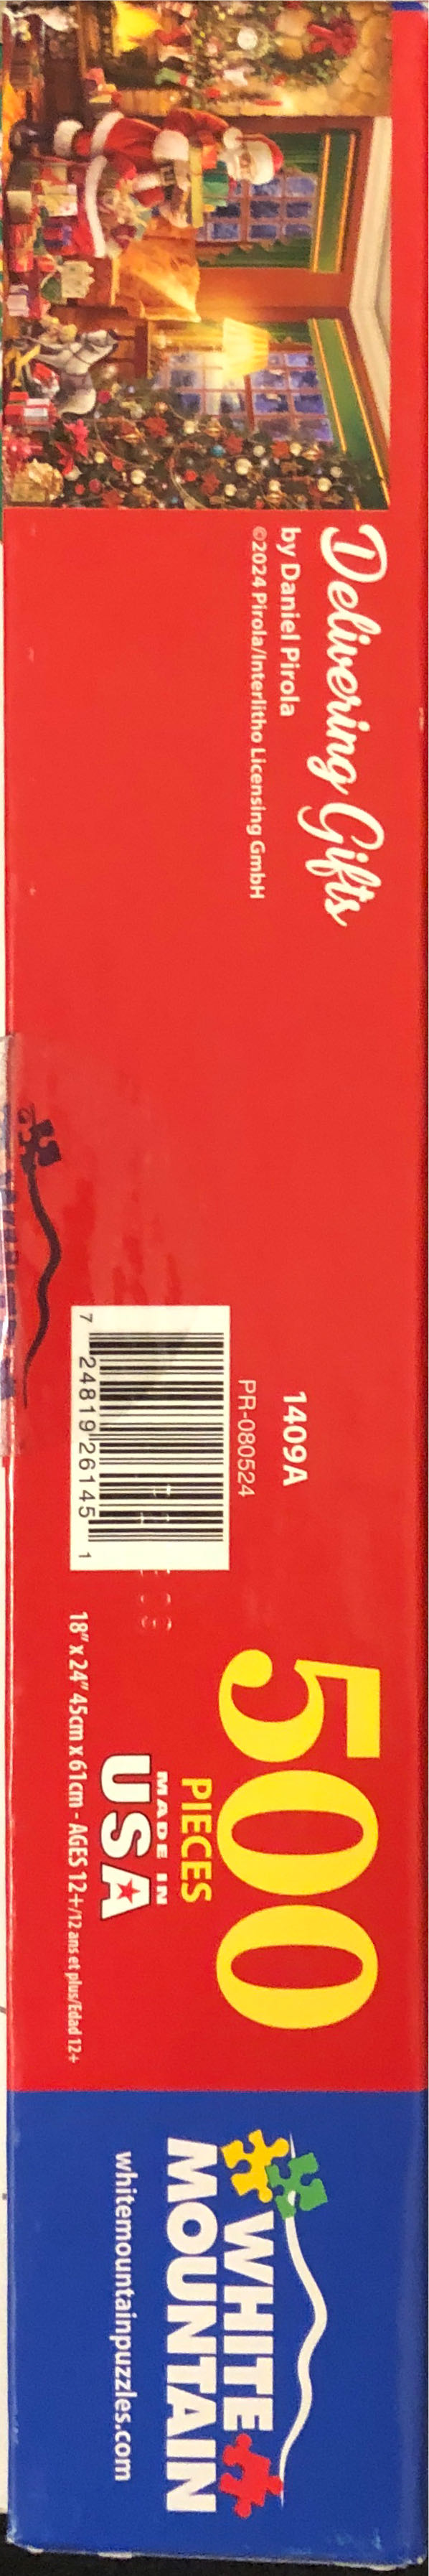 Delivering Gifts
by Daniel Pirola
©2024 Pirola/Interlitho Licensing GmbH
1409A
PR-080524
7 24819 26145 1
500
PIECES
MADE IN
USA
18" x 24" 45cm x 61cm - AGES 12+/12 ans et plus/Edad 12+
WHITE
MOUNTAIN
whitemountainpuzzles.com